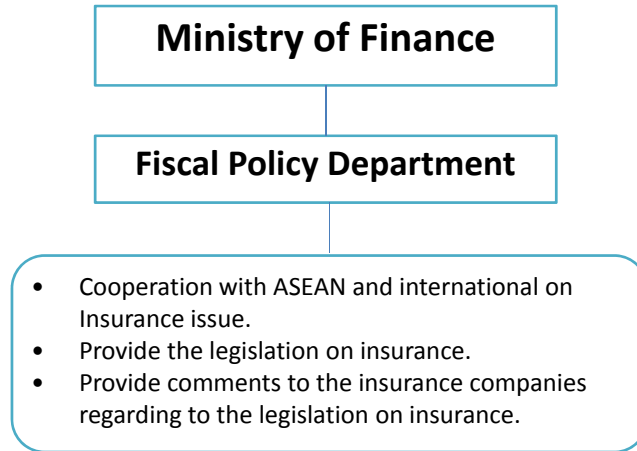 Ministry of Finance
Fiscal Policy Department
• Cooperation with ASEAN and international on
Insurance issue.
• Provide the legislation on insurance.
• Provide comments to the insurance companies
regarding to the legislation on insurance.